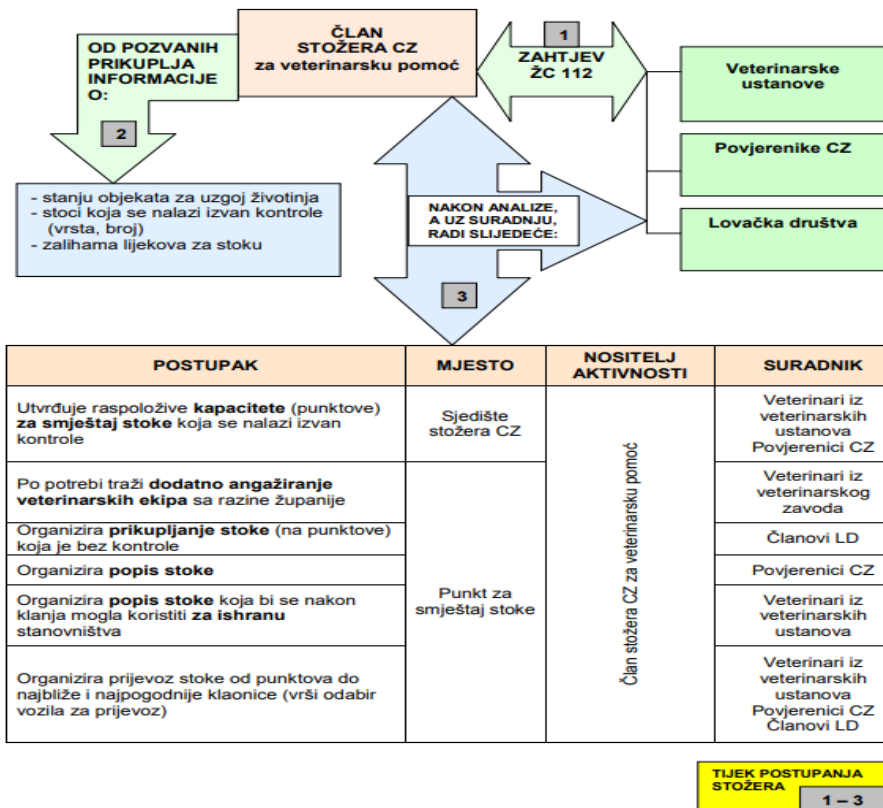 ČLAN
STOŽERA CZ
za veterinarsku pomoć
1
ZAHTJEV
ŽC 112
OD POZVANIH
PRIKUPLJA
INFORMACIJE
O:
2
Veterinarske
ustanove
Povjerenike CZ
Lovačka društva
- stanju objekata za uzgoj životinja
- stoci koja se nalazi izvan kontrole
(vrsta, broj)
- zalihama lijekova za stoku
NAKON ANALIZE,
A UZ SURADNJU,
RADI SLIJEDEĆE:
3
POSTUPAK
MJESTO
NOSITELJ
AKTIVNOSTI
SURADNIK
Utvrđuje raspoložive kapacitete (punktove)
za smještaj stoke koja se nalazi izvan
kontrole
Sjedište
stožera CZ
Član stožera CZ za veterinarsku pomoć
Veterinari iz
veterinarskih
ustanova
Povjerenici CZ
Po potrebi traži dodatno angažiranje
veterinarskih ekipa sa razine županije
Punkt za
smještaj stoke
Veterinari iz
veterinarskog
zavoda
Organizira prikupljanje stoke (na punktove)
koja je bez kontrole
Članovi LD
Organizira popis stoke
Povjerenici CZ
Organizira popis stoke koja bi se nakon
klanja mogla koristiti za ishranu
stanovništva
Veterinari iz
veterinarskih
ustanova
Organizira prijevoz stoke od punktova do
najbliže i najpogodnije klaonice (vrši odabir
vozila za prijevoz)
Veterinari iz
veterinarskih
ustanova
Povjerenici CZ
Članovi LD
TIJEK POSTUPANJA
STOŽERA
1 – 3